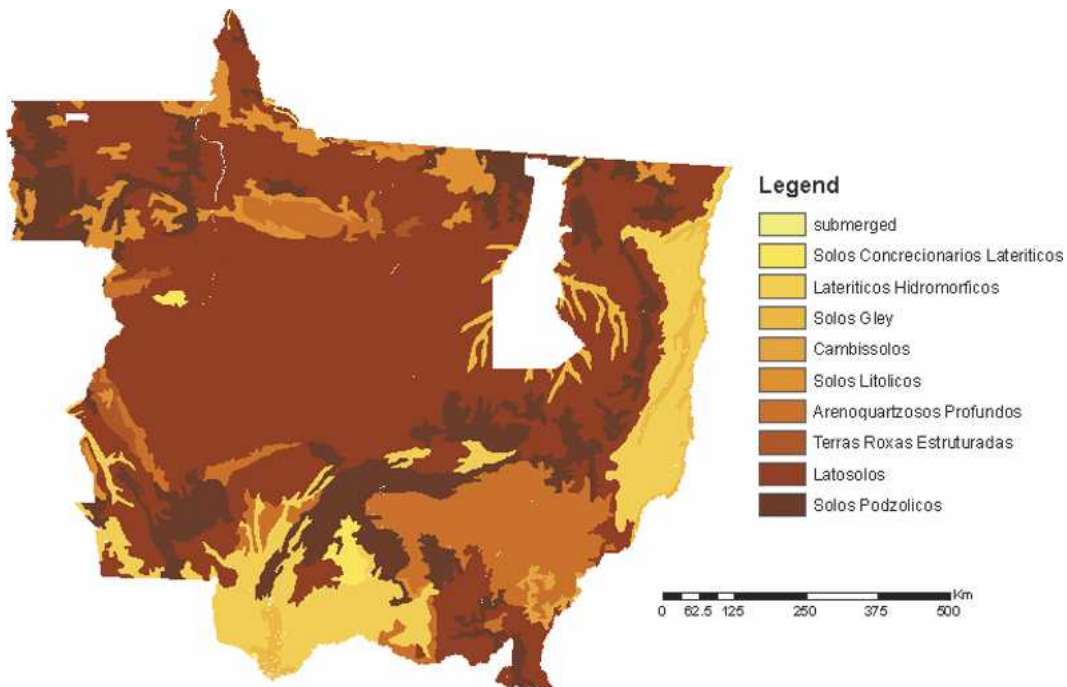 Legend
submerged
Solos Concrecionarios Lateriticos
Lateriticos Hidromorficos
Solos Gley
Cambissolos
Solos Litolicos
Arenoquartzosos Profundos
Terras Roxas Estruturadas
Latosolos
Solos Podzolicos
Km
0 62.5 125 250 375 500